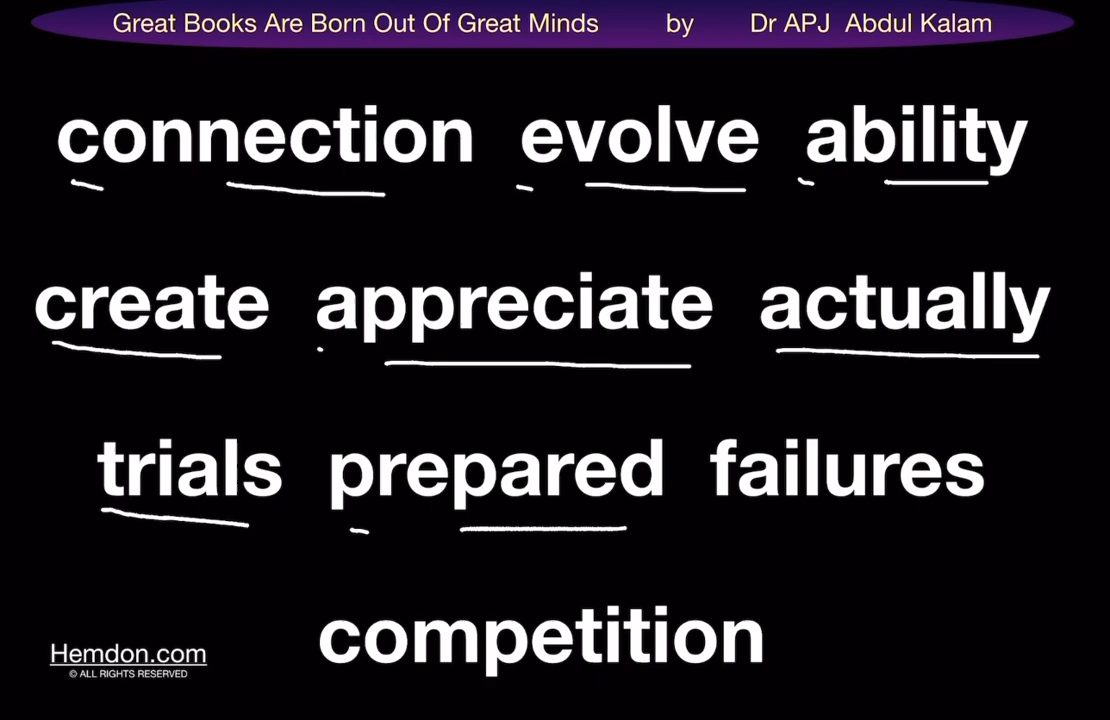 Great Books Are Born Out Of Great Minds by Dr APJ Abdul Kalam
connection evolve ability
create appreciate actually
trials prepared failures
competition
Hemdon.com
© ALL RIGHTS RESERVED